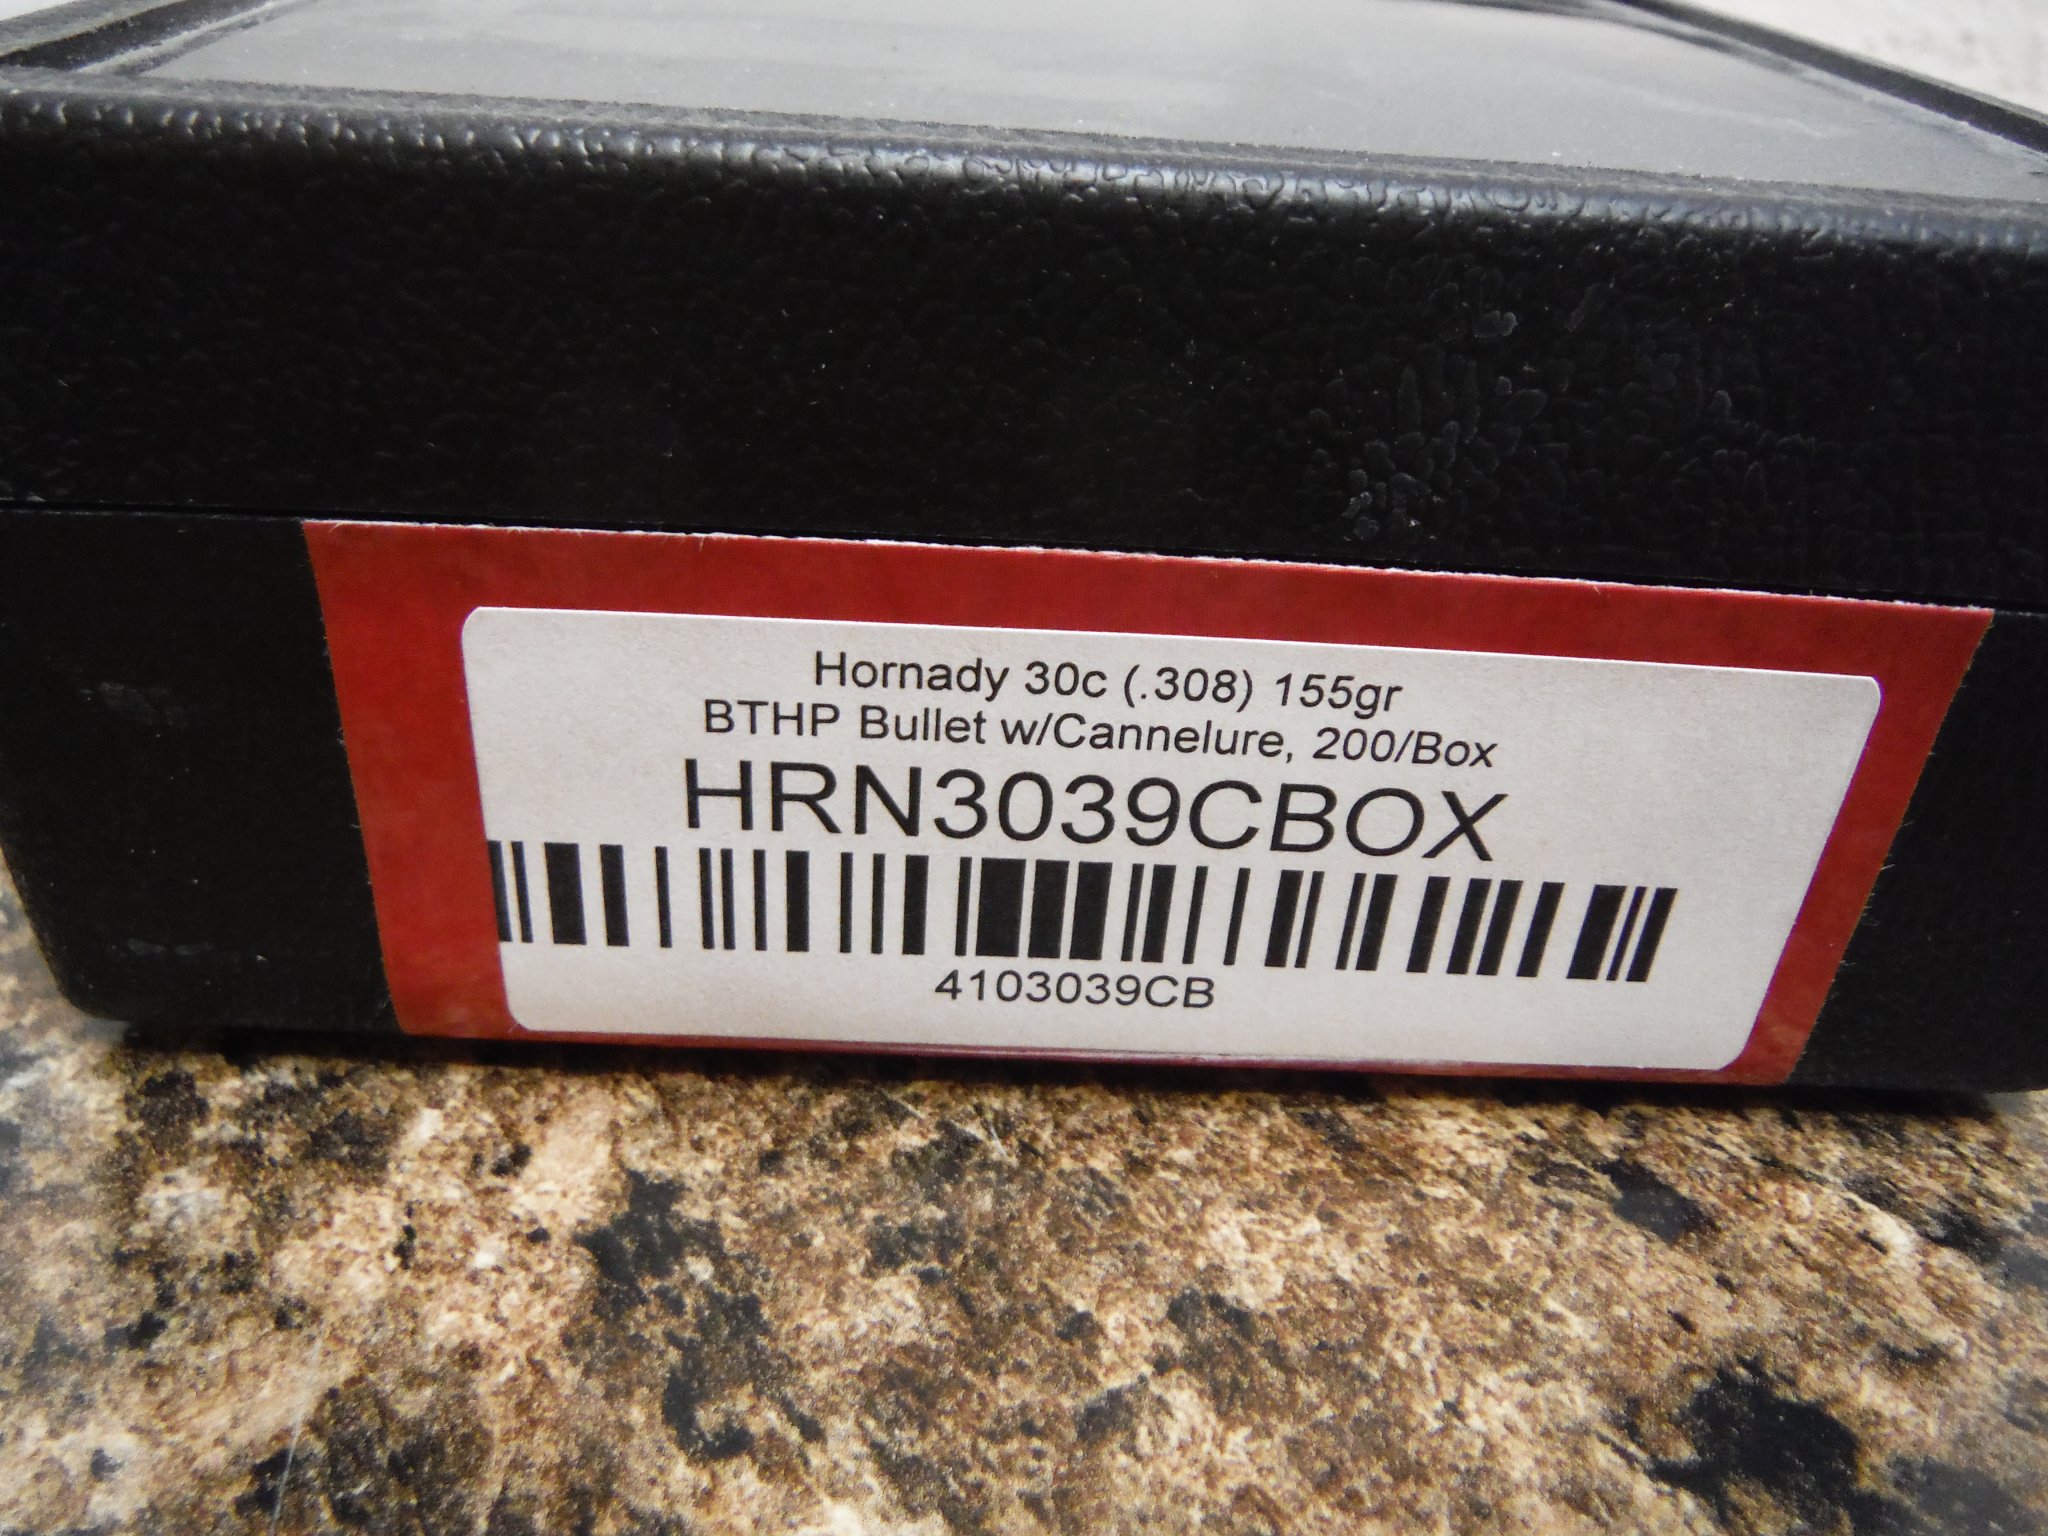 Hornady 30c (.308) 155gr
BTHP Bullet w/Cannelure, 200/Box
HRN3039CBOX
4103039CB